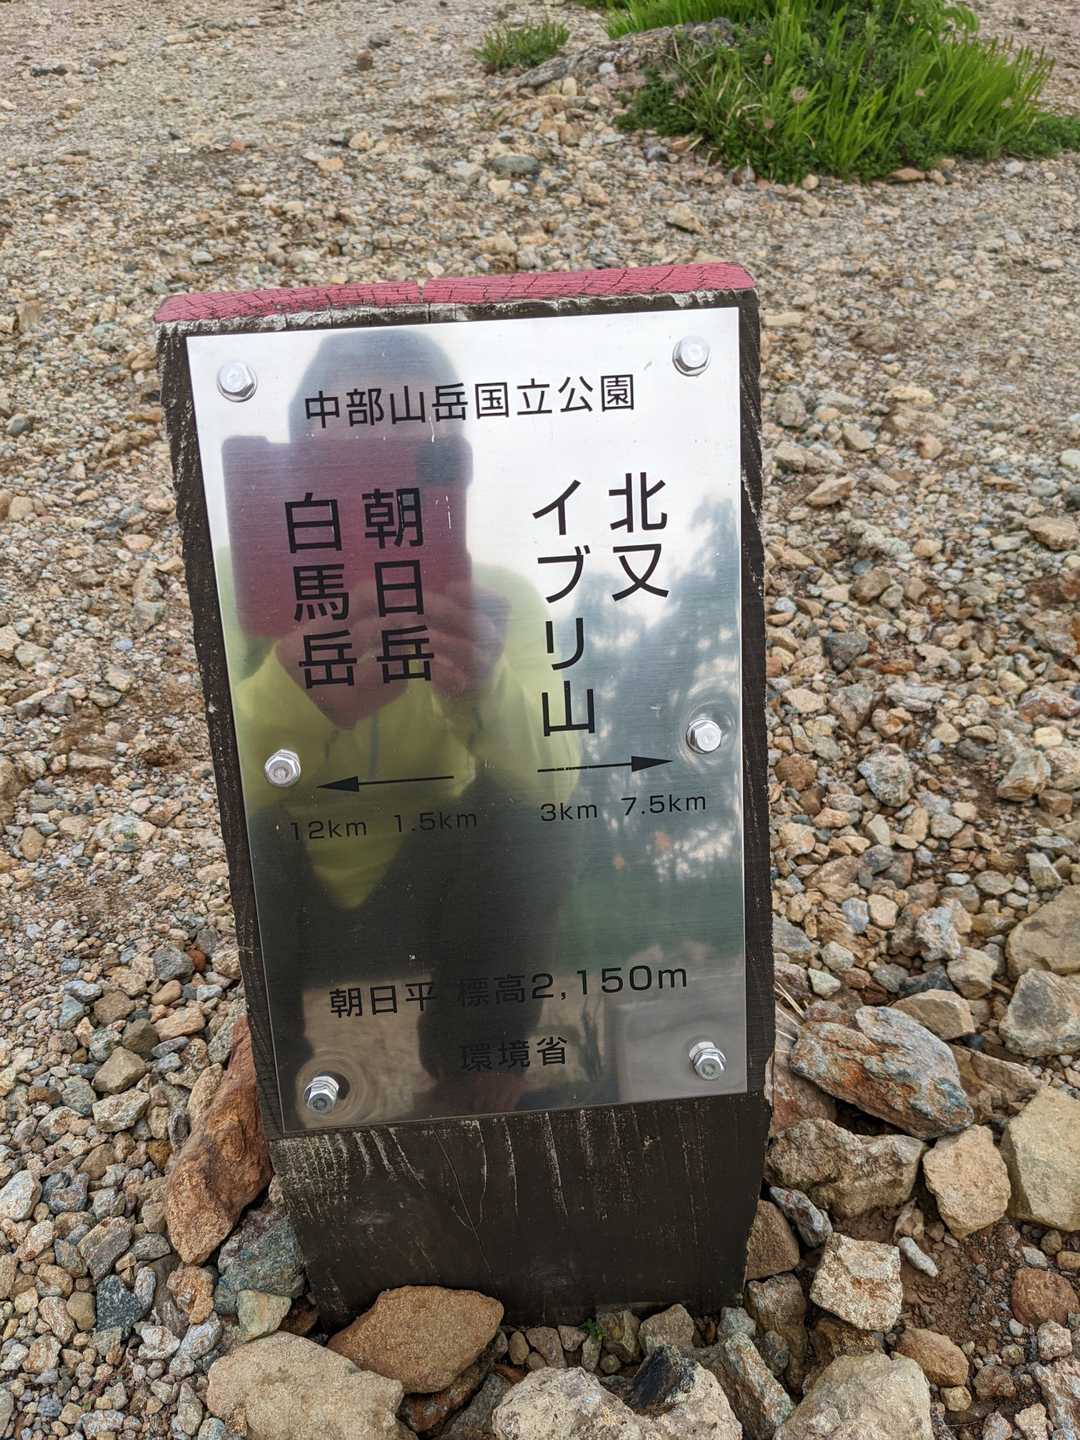 中部山岳国立公園
北又
イブリ山
朝日岳
白馬岳
12km 1.5km 3km 7.5km
朝日平 標高2,150m
環境省